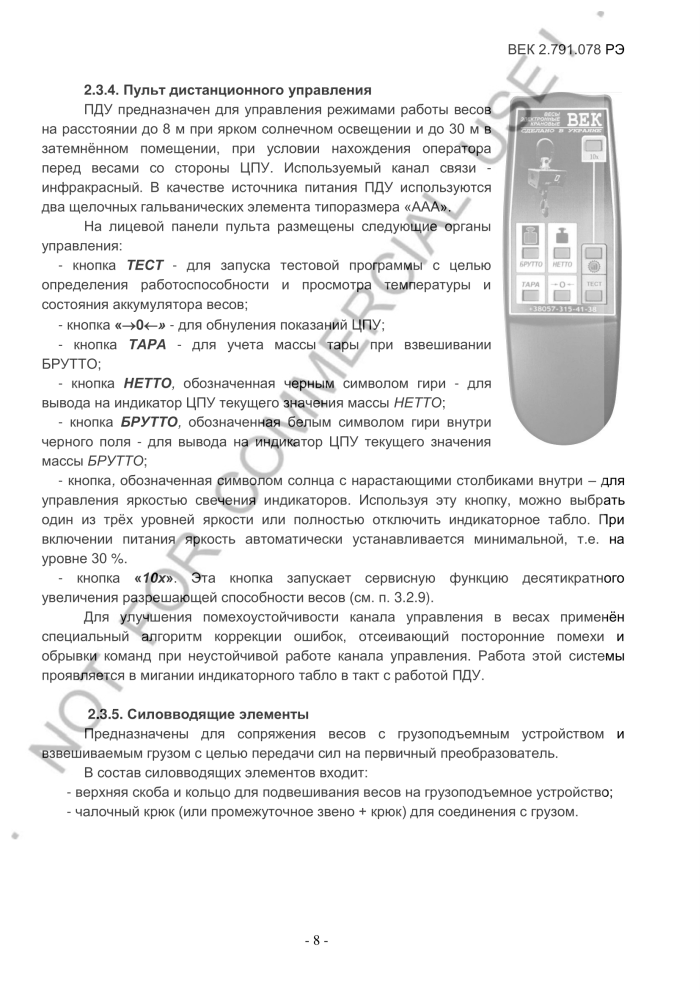 ВЕК 2.791.078 РЭ
2.3.4. Пульт дистанционного управления
ПДУ предназначен для управления режимами работы весов
на расстоянии до 8 м при ярком солнечном освещении и до 30 м в
затемнённом помещении, при условии нахождения оператора
перед весами со стороны ЦПУ. Используемый канал связи -
инфракрасный. В качестве источника питания ПДУ используются
два щелочных гальванических элемента типоразмера «ААА».
На лицевой панели пульта размещены следующие органы
управления:
- кнопка ТЕСТ - для запуска тестовой программы с целью
определения работоспособности и просмотра температуры и
состояния аккумулятора весов;
- кнопка «→0←» - для обнуления показаний ЦПУ;
- кнопка ТАРА - для учета массы тары при взвешивании
БРУТТО;
- кнопка НЕТТО, обозначенная черным символом гири - для
вывода на индикатор ЦПУ текущего значения массы НЕТТО;
- кнопка БРУТТО, обозначенная белым символом гири внутри
черного поля - для вывода на индикатор ЦПУ текущего значения
массы БРУТТО;
- кнопка, обозначенная символом солнца с нарастающими столбиками внутри – для
управления яркостью свечения индикаторов. Используя эту кнопку, можно выбрать
один из трёх уровней яркости или полностью отключить индикаторное табло. При
включении питания яркость автоматически устанавливается минимальной, т.е. на
уровне 30 %.
- кнопка «10х». Эта кнопка запускает сервисную функцию десятикратного
увеличения разрешающей способности весов (см. п. 3.2.9).
Для улучшения помехоустойчивости канала управления в весах применён
специальный алгоритм коррекции ошибок, отсеивающий посторонние помехи и
обрывки команд при неустойчивой работе канала управления. Работа этой системы
проявляется в мигании индикаторного табло в такт с работой ПДУ.
2.3.5. Силовводящие элементы
Предназначены для сопряжения весов с грузоподъемным устройством и
взвешиваемым грузом с целью передачи сил на первичный преобразователь.
В состав силовводящих элементов входит:
- верхняя скоба и кольцо для подвешивания весов на грузоподъемное устройство;
- чалочный крюк (или промежуточное звено + крюк) для соединения с грузом.
- 8 -
ВЕСЫ
ЭЛЕКТРОННЫЕ
КРАНОВЫЕ
ВЕК
СДЕЛАНО В УКРАИНЕ
10x
БРУТТО НЕТТО
ТАРА →0← ТЕСТ
+38057-315-41-38
NOT FOR COMMERCIAL USE!